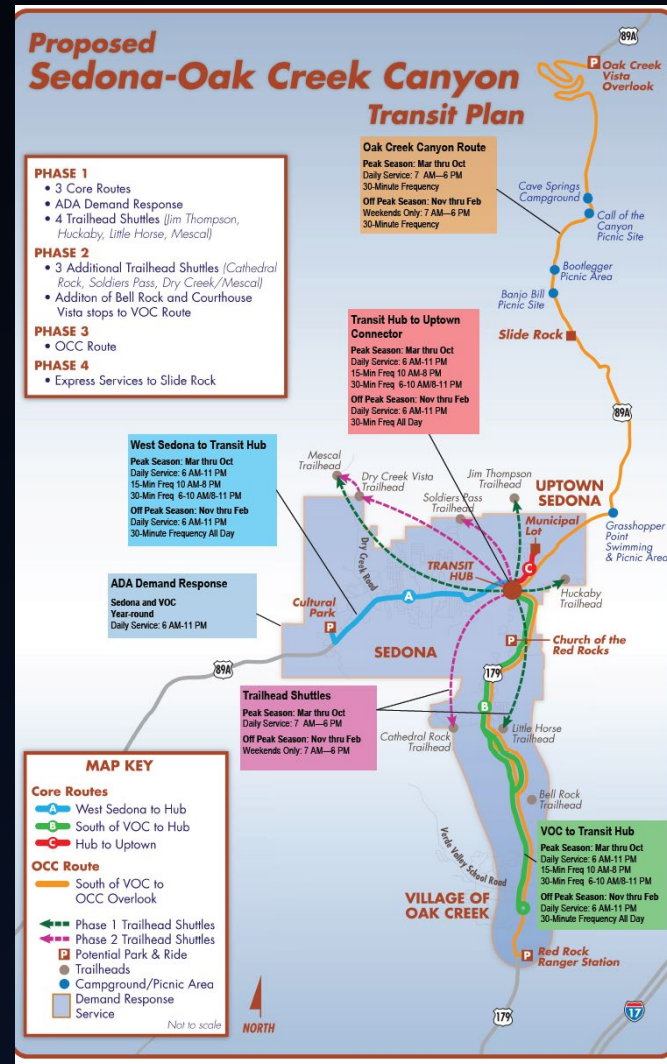 Proposed
Sedona-Oak Creek Canyon
Transit Plan
89A
Oak Creek
Vista
Overlook
P
PHASE 1
• 3 Core Routes
• ADA Demand Response
• 4 Trailhead Shuttles (Jim Thompson,
Huckaby, Little Horse, Mescal)
PHASE 2
• 3 Additional Trailhead Shuttles (Cathedral
Rock, Soldiers Pass, Dry Creek/Mescal)
• Additon of Bell Rock and Courthouse
Vista stops to VOC Route
PHASE 3
• OCC Route
PHASE 4
• Express Services to Slide Rock
Oak Creek Canyon Route
Peak Season: Mar thru Oct
Daily Service: 7 AM—6 PM
30-Minute Frequency
Off Peak Season: Nov thru Feb
Weekends Only: 7 AM—6 PM
30-Minute Frequency
Cave Springs
Campground
Call of the
Canyon
Picnic Site
Bootlegger
Picnic Area
Banjo Bill
Picnic Site
Slide Rock
89A
Transit Hub to Uptown
Connector
Peak Season: Mar thru Oct
Daily Service: 6 AM-11 PM
15-Min Freq 10 AM-8 PM
30-Min Freq 6-10 AM/8-11 PM
Off Peak Season: Nov thru Feb
Daily Service: 6 AM-11 PM
30-Min Freq All Day
West Sedona to Transit Hub
Peak Season: Mar thru Oct
Daily Service: 6 AM-11 PM
15-Min Freq 10 AM-8 PM
30-Min Freq 6-10 AM/8-11 PM
Off Peak Season: Nov thru Feb
Daily Service: 6 AM-11 PM
30-Minute Frequency All Day
Mescal
Trailhead
Dry Creek Vista
Trailhead
Soldiers Pass
Trailhead
Jim Thompson
Trailhead
UPTOWN
SEDONA
Municipal
Lot
Grasshopper
Point
Swimming
& Picnic Area
Dry Creek Road
TRANSIT
HUB
C
Huckaby
Trailhead
ADA Demand Response
Sedona and VOC
Year-round
Daily Service: 6 AM-11 PM
Cultural
Park
P
A
SEDONA
89A
P
Church of the
Red Rocks
179
Trailhead Shuttles
Peak Season: Mar thru Oct
Daily Service: 7 AM—6 PM
Off Peak Season: Nov thru Feb
Weekends Only: 7 AM—6 PM
B
Cathedral Rock
Trailhead
Little Horse
Trailhead
Bell Rock
Trailhead
Verde Valley School Road
VOC to Transit Hub
Peak Season: Mar thru Oct
Daily Service: 6 AM-11 PM
15-Min Freq 10 AM-8 PM
30-Min Freq 6-10 AM/8-11 PM
Off Peak Season: Nov thru Feb
Daily Service: 6 AM-11 PM
30-Minute Frequency All Day
VILLAGE OF
OAK CREEK
P
Red Rock
Ranger Station
179
17
NORTH
MAP KEY
Core Routes
A West Sedona to Hub
B South of VOC to Hub
C Hub to Uptown
OCC Route
South of VOC to
OCC Overlook
Phase 1 Trailhead Shuttles
Phase 2 Trailhead Shuttles
P Potential Park & Ride
Trailheads
Campground/Picnic Area
Demand Response
Service
Not to scale